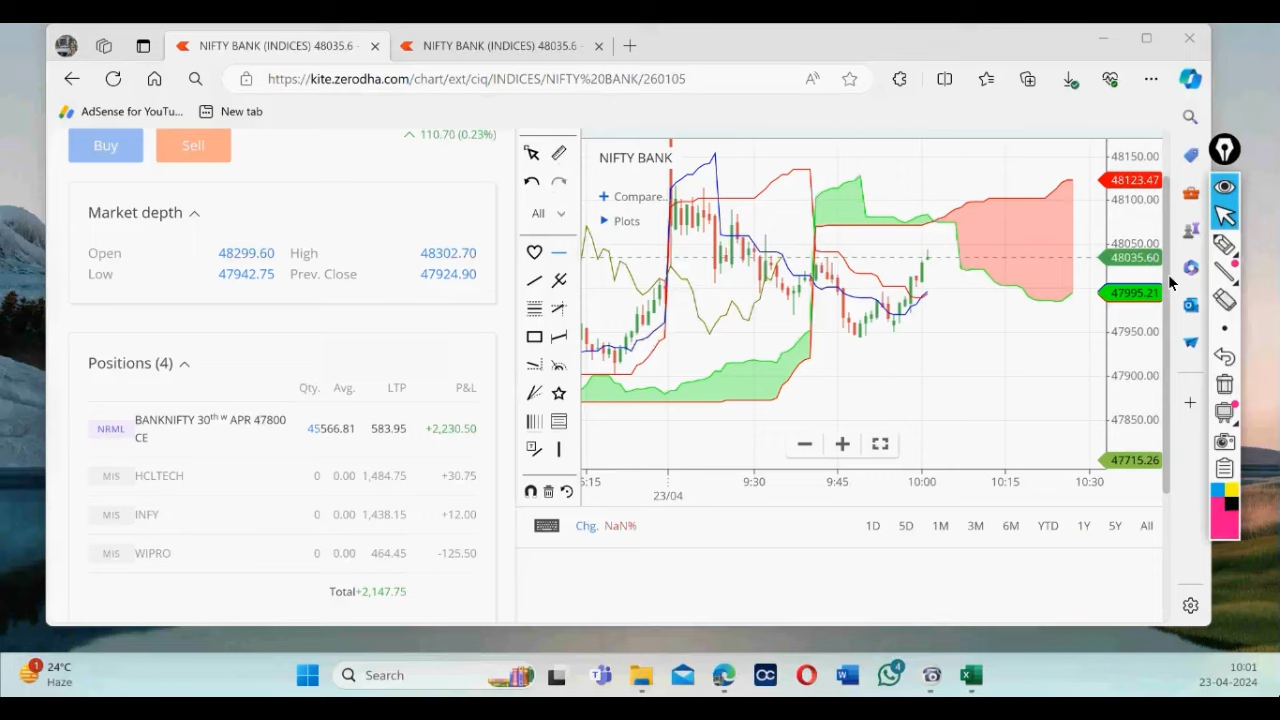 NIFTY BANK (INDICES) 48035.6
NIFTY BANK (INDICES) 48035.6
https://kite.zerodha.com/chart/ext/ciq/INDICES/NIFTY%20BANK/260105
AdSense for YouTu...
New tab
110.70 (0.23%)
Buy
Sell
Market depth
Open 48299.60 High 48302.70
Low 47942.75 Prev. Close 47924.90
Positions (4)
Qty. Avg. LTP P&L
NRML BANKNIFTY 30th w APR 47800 CE 45 566.81 583.95 +2,230.50
MIS HCLTECH 0 0.00 1,484.75 +30.75
MIS INFY 0 0.00 1,438.15 +12.00
MIS WIPRO 0 0.00 464.45 -125.50
Total +2,147.75
All
NIFTY BANK
Compare..
Plots
48150.00
48123.47
48100.00
48050.00
48035.60
47995.21
47950.00
47900.00
47850.00
47715.26
5:15 9:30 9:45 10:00 10:15 10:30
23/04
Chg. NaN% 1D 5D 1M 3M 6M YTD 1Y 5Y All
1
24°C
Haze
Search
4
10:01
23-04-2024